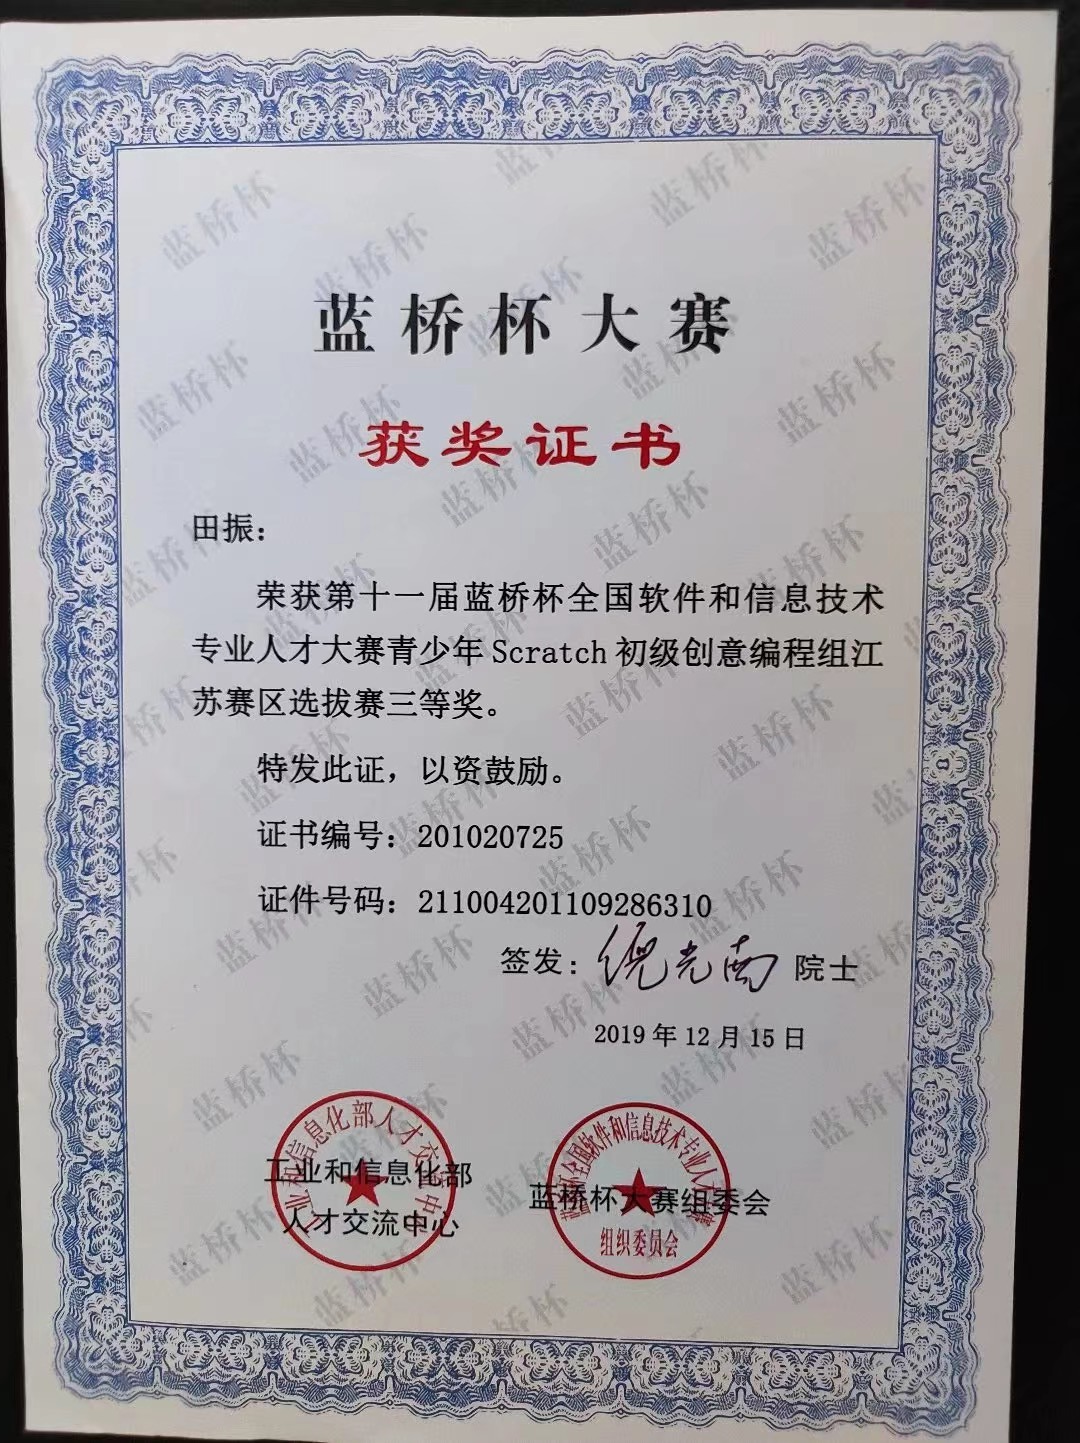 蓝桥杯大赛
获奖证书
田振：
荣获第十一届蓝桥杯全国软件和信息技术
专业人才大赛青少年Scratch初级创意编程组江
苏赛区选拔赛三等奖。
特发此证，以资鼓励。
证书编号：201020725
证件号码：211004201109286310
签发：倪光南 院士
2019年12月15日
工业和信息化部
人才交流中心
蓝桥杯大赛组委会
组织委员会